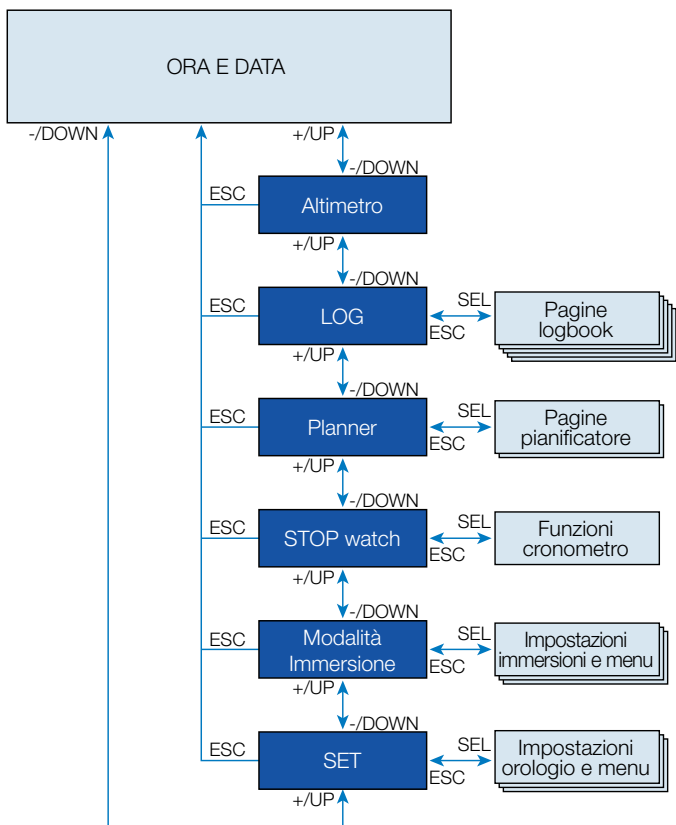 ORA E DATA
-/DOWN
+/UP
-/DOWN
ESC
Altimetro
+/UP
-/DOWN
ESC
LOG
SEL
ESC
Pagine
logbook
+/UP
-/DOWN
ESC
Planner
SEL
ESC
Pagine
pianificatore
+/UP
-/DOWN
ESC
STOP watch
SEL
ESC
Funzioni
cronometro
+/UP
-/DOWN
ESC
Modalità
Immersione
SEL
ESC
Impostazioni
immersioni e menu
+/UP
-/DOWN
ESC
SET
SEL
ESC
Impostazioni
orologio e menu
+/UP